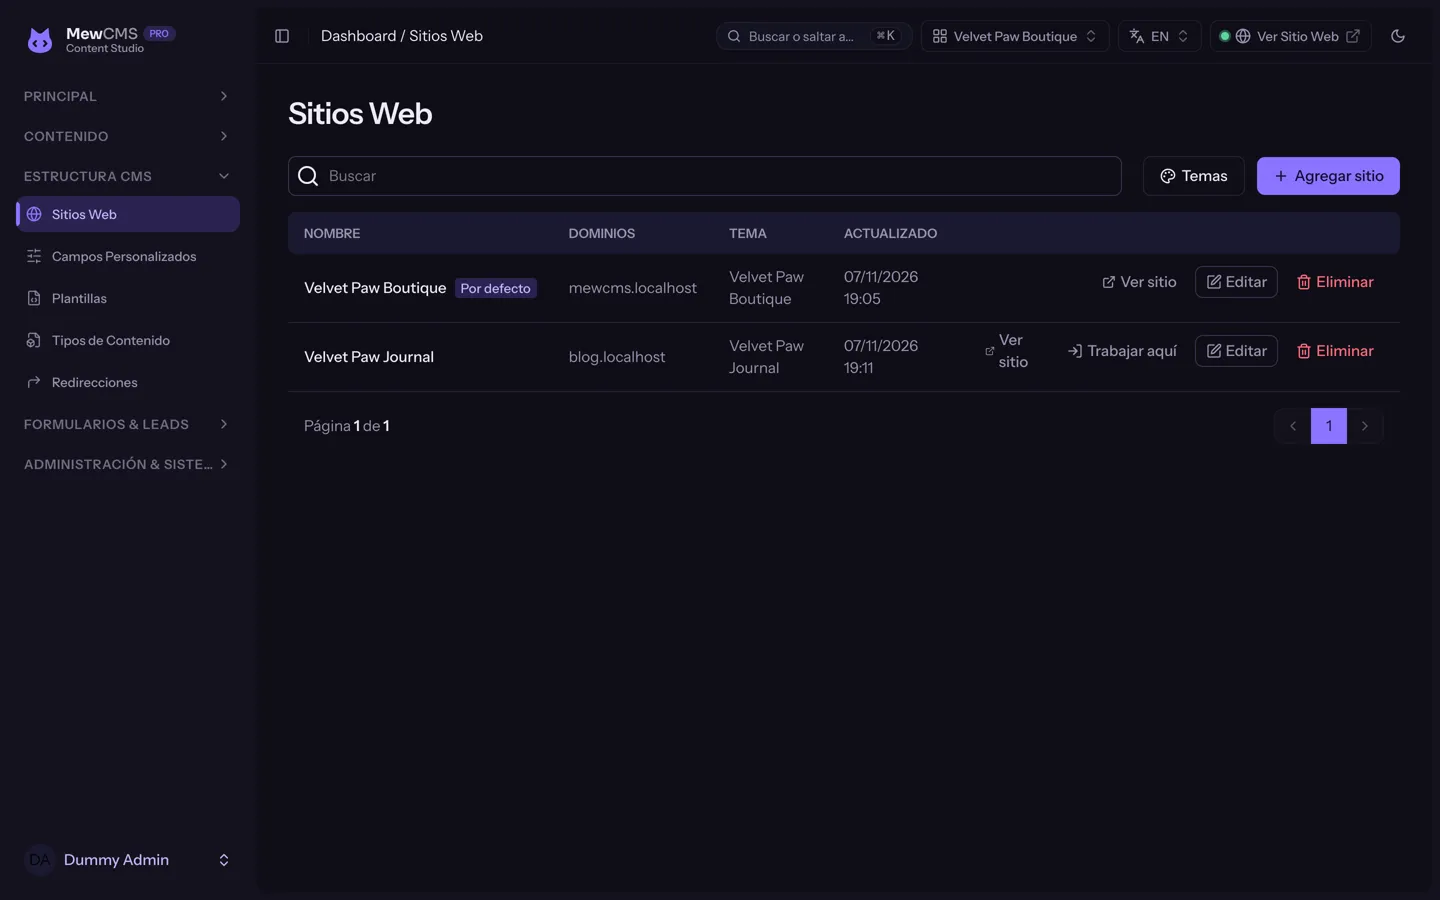 MewCMS PRO
Content Studio
PRINCIPAL
CONTENIDO
ESTRUCTURA CMS
Sitios Web
Campos Personalizados
Plantillas
Tipos de Contenido
Redirecciones
FORMULARIOS & LEADS
ADMINISTRACIÓN & SISTE...
DA Dummy Admin
Dashboard / Sitios Web
Buscar o saltar a... ⌘K
Velvet Paw Boutique
EN
Ver Sitio Web
Sitios Web
Buscar
Temas
+ Agregar sitio
NOMBRE DOMINIOS TEMA ACTUALIZADO
Velvet Paw Boutique Por defecto mewcms.localhost
Velvet Paw
Boutique
07/11/2026
19:05
Ver sitio Editar Eliminar
Velvet Paw Journal blog.localhost
Velvet Paw
Journal
07/11/2026
19:11
Ver
sitio
Trabajar aquí Editar Eliminar
Página 1 de 1
1